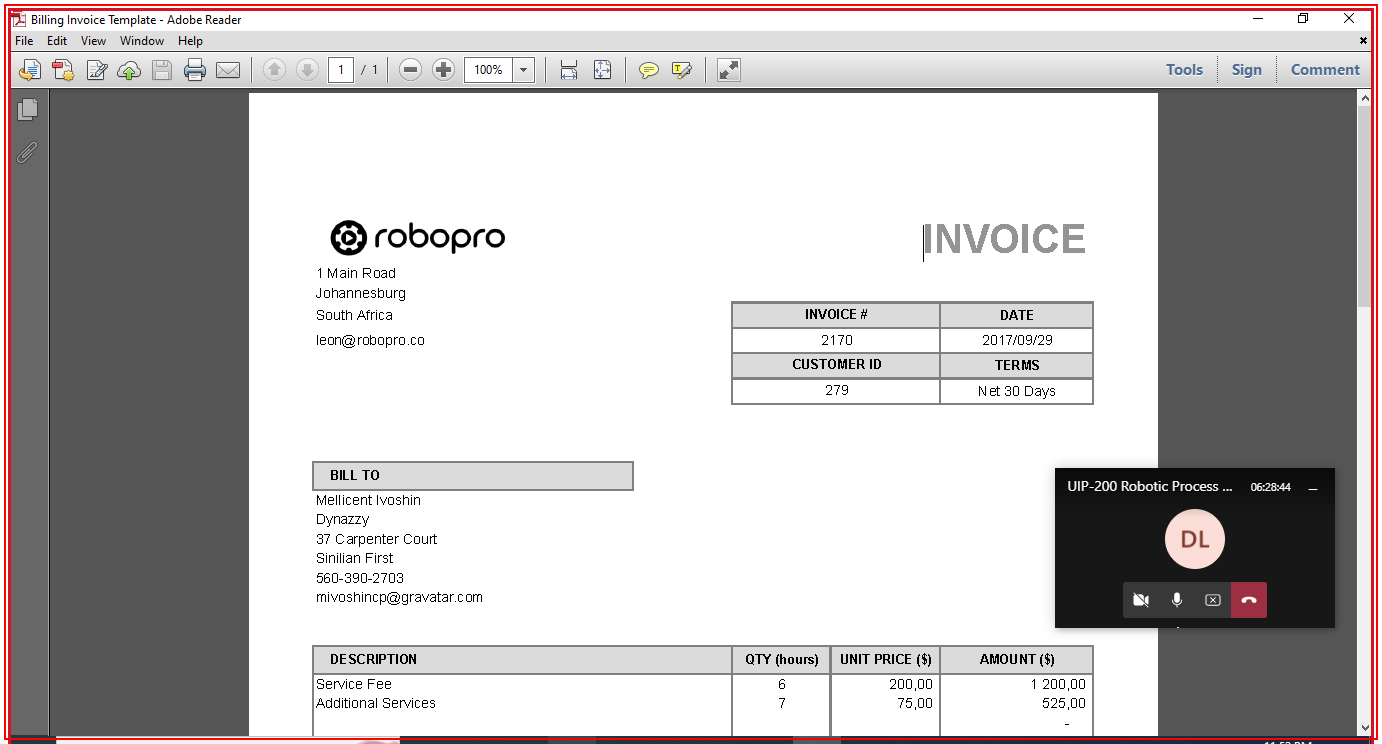 Billing Invoice Template - Adobe Reader
File Edit View Window Help
1 / 1 100% Tools Sign Comment
robopro
INVOICE
1 Main Road
Johannesburg
South Africa
leon@robopro.co
INVOICE # DATE
2170 2017/09/29
CUSTOMER ID TERMS
279 Net 30 Days
BILL TO
Mellicent Ivoshin
Dynazzy
37 Carpenter Court
Sinilian First
560-390-2703
mivoshincp@gravatar.com
UIP-200 Robotic Process ... 06:28:44
DL
DESCRIPTION QTY (hours) UNIT PRICE ($) AMOUNT ($)
Service Fee 6 200,00 1 200,00
Additional Services 7 75,00 525,00
-